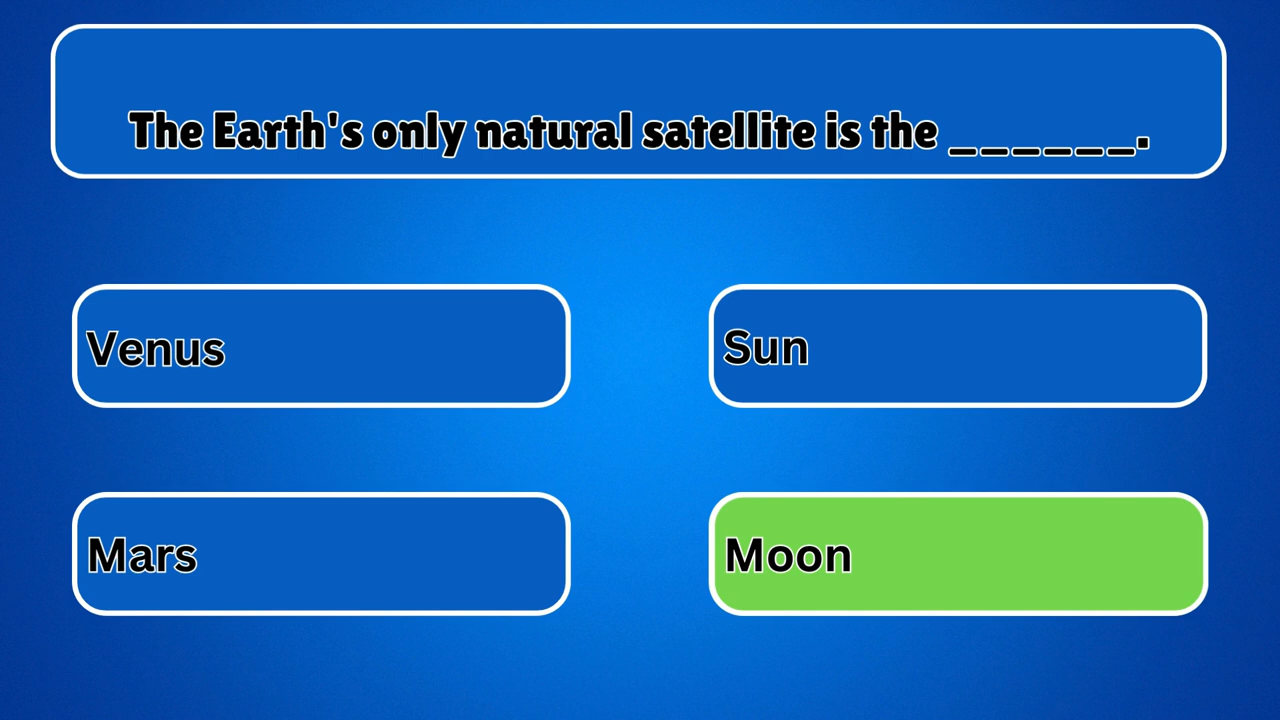 The Earth's only natural satellite is the ______.
Venus
Sun
Mars
Moon